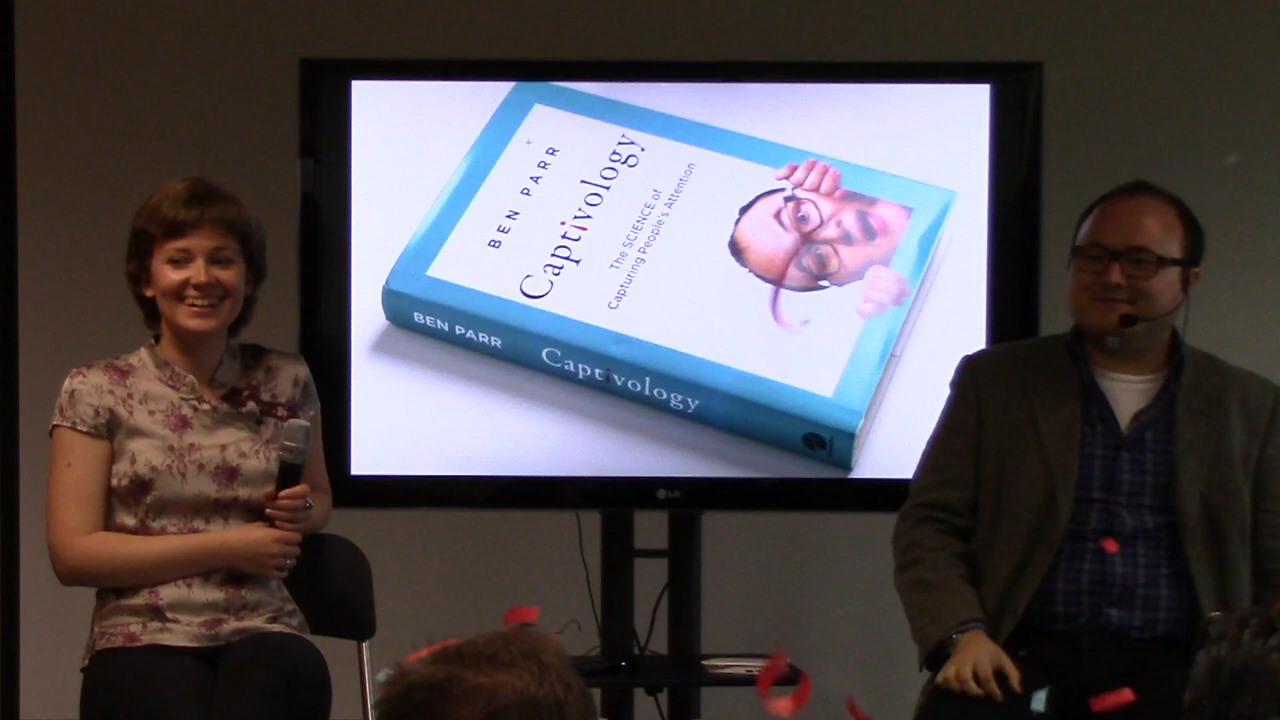 BEN PARR
Captivology
The SCIENCE of
Capturing People's Attention
BEN PARR
Captivology
LG